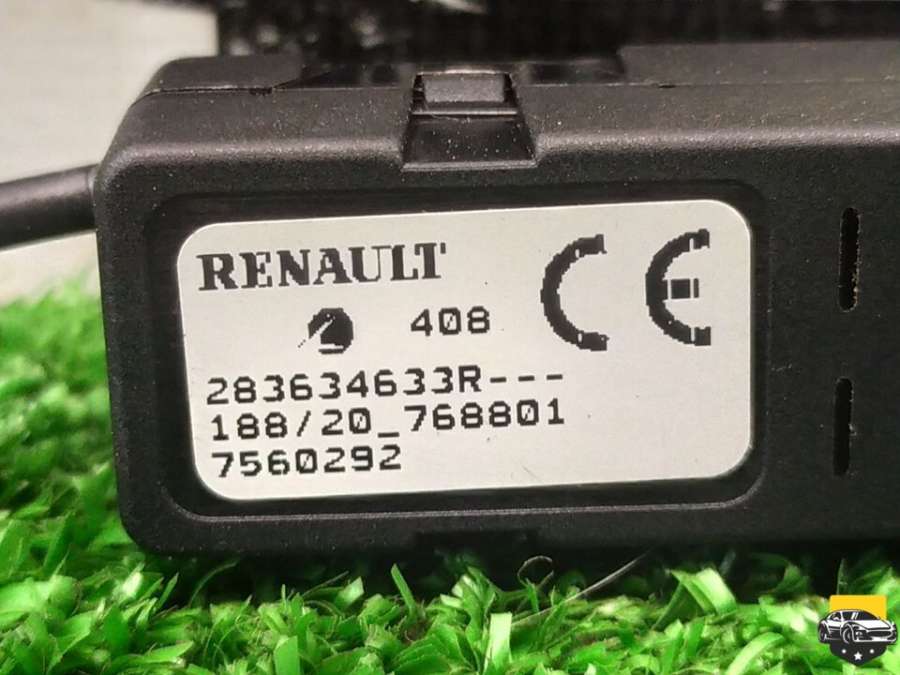 RENAULT
408
CE
283634633R---
188/20_768801
7560292